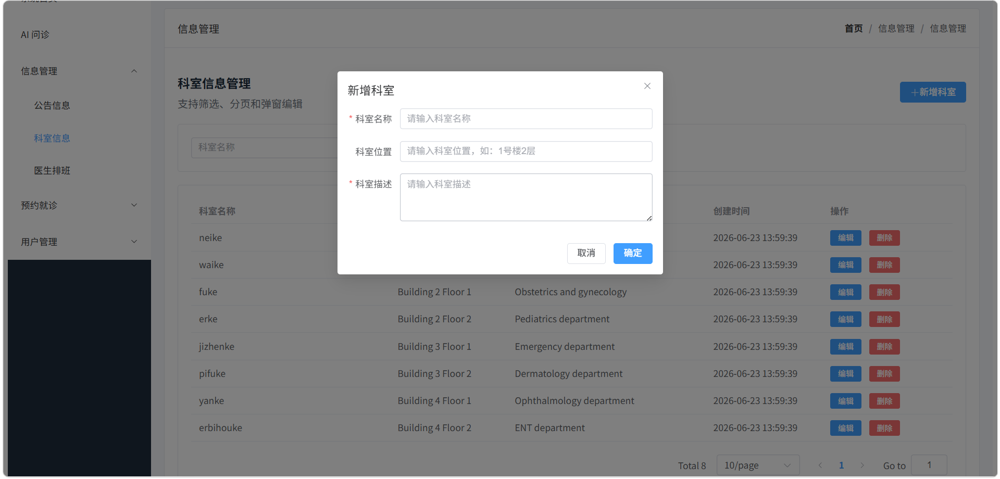 AI 问诊
信息管理
公告信息
科室信息
医生排班
预约就诊
用户管理
信息管理
首页 / 信息管理 / 信息管理
科室信息管理
支持筛选、分页和弹窗编辑
＋新增科室
科室名称
新增科室
* 科室名称 请输入科室名称
科室位置 请输入科室位置，如：1号楼2层
* 科室描述 请输入科室描述
取消 确定
科室名称 创建时间 操作
neike 2026-06-23 13:59:39 编辑 删除
waike 2026-06-23 13:59:39 编辑 删除
fuke Building 2 Floor 1 Obstetrics and gynecology 2026-06-23 13:59:39 编辑 删除
erke Building 2 Floor 2 Pediatrics department 2026-06-23 13:59:39 编辑 删除
jizhenke Building 3 Floor 1 Emergency department 2026-06-23 13:59:39 编辑 删除
pifuke Building 3 Floor 2 Dermatology department 2026-06-23 13:59:39 编辑 删除
yanke Building 4 Floor 1 Ophthalmology department 2026-06-23 13:59:39 编辑 删除
erbihouke Building 4 Floor 2 ENT department 2026-06-23 13:59:39 编辑 删除
Total 8 10/page 1 Go to 1